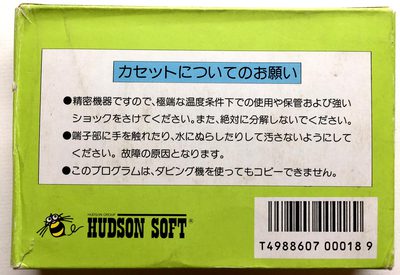 カセットについてのお願い
●精密機器ですので、極端な温度条件下での使用や保管および強い
ショックをさけてください。また、絶対に分解しないでください。
●端子部に手を触れたり、水にぬらしたりして汚さないようにして
ください。故障の原因となります。
●このプログラムは、ダビング機を使ってもコピーできません。
HUDSON GROUP
HUDSON SOFT®
T4988607 00018 9